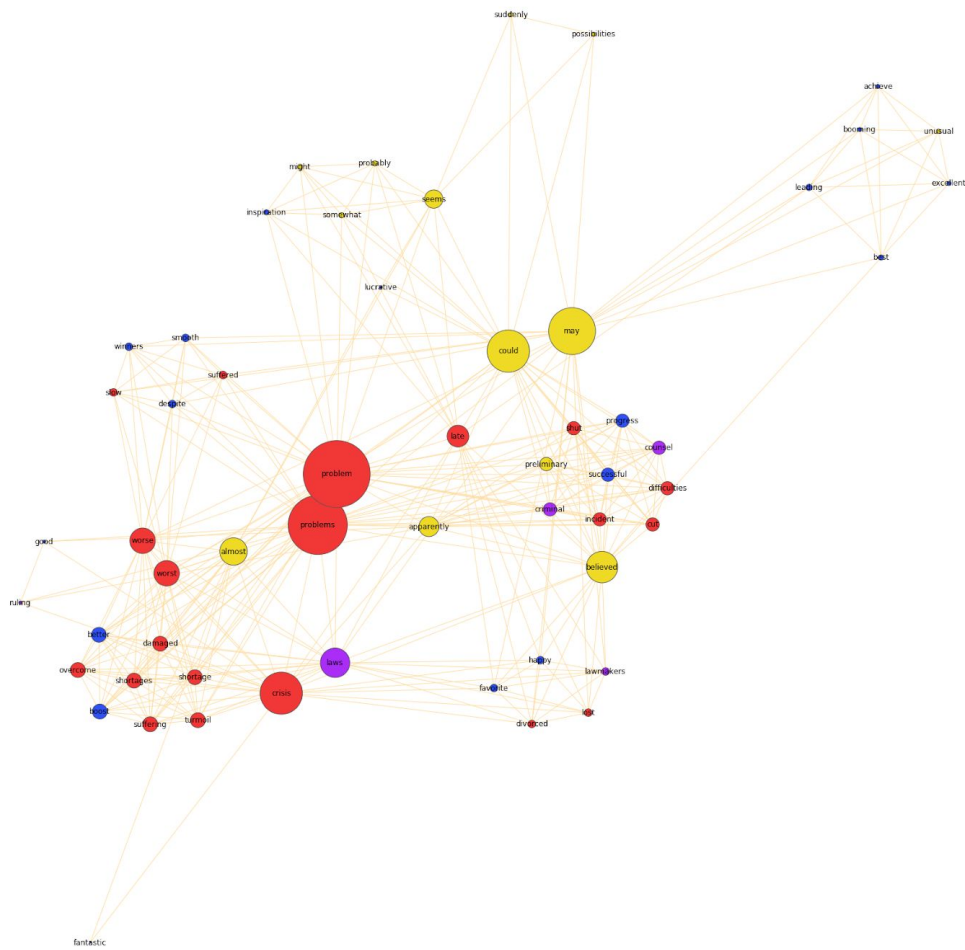 suddenly
possibilities
achieve
booming
unusual
leading
excellent
best
might
probably
seems
inspiration
somewhat
lucrative
may
could
smooth
winners
suffered
slow
despite
progress
shut
late
counsel
preliminary
successful
problem
difficulties
criminal
incident
cut
problems
apparently
worse
good
almost
believed
worst
ruling
better
damaged
happy
laws
overcome
lawmakers
shortage
shortages
favorite
crisis
boost
lost
turmoil
suffering
divorced
fantastic